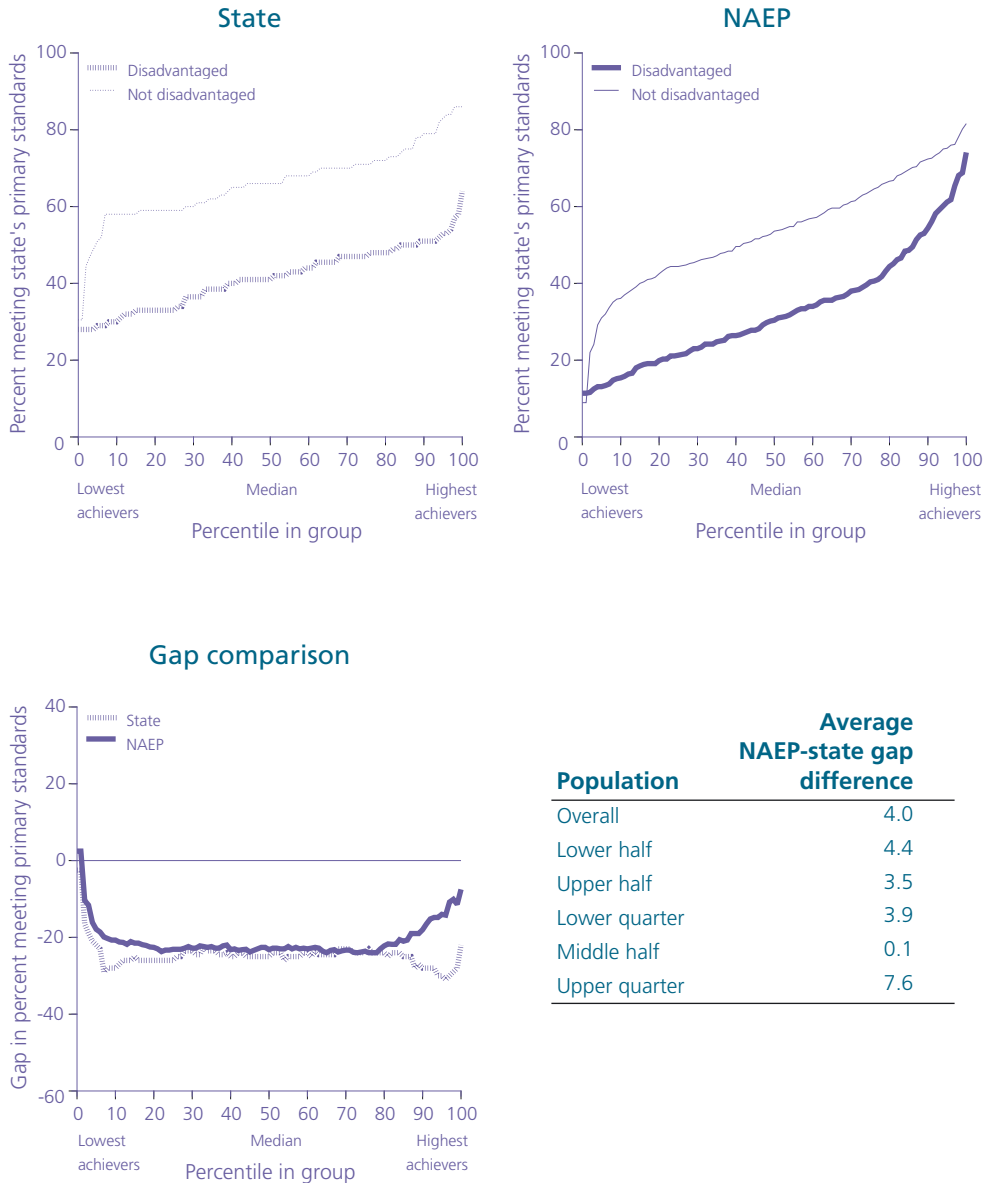 State
Percent meeting state's primary standards
100
80
60
40
20
0
Disadvantaged
Not disadvantaged
0 10 20 30 40 50 60 70 80 90 100
Lowest achievers
Median
Highest achievers
Percentile in group
NAEP
Percent meeting state's primary standards
100
80
60
40
20
0
Disadvantaged
Not disadvantaged
0 10 20 30 40 50 60 70 80 90 100
Lowest achievers
Median
Highest achievers
Percentile in group
Gap comparison
Gap in percent meeting primary standards
40
20
0
-20
-40
-60
State
NAEP
0 10 20 30 40 50 60 70 80 90 100
Lowest achievers
Median
Highest achievers
Percentile in group
Average
NAEP-state gap
Population difference
Overall 4.0
Lower half 4.4
Upper half 3.5
Lower quarter 3.9
Middle half 0.1
Upper quarter 7.6